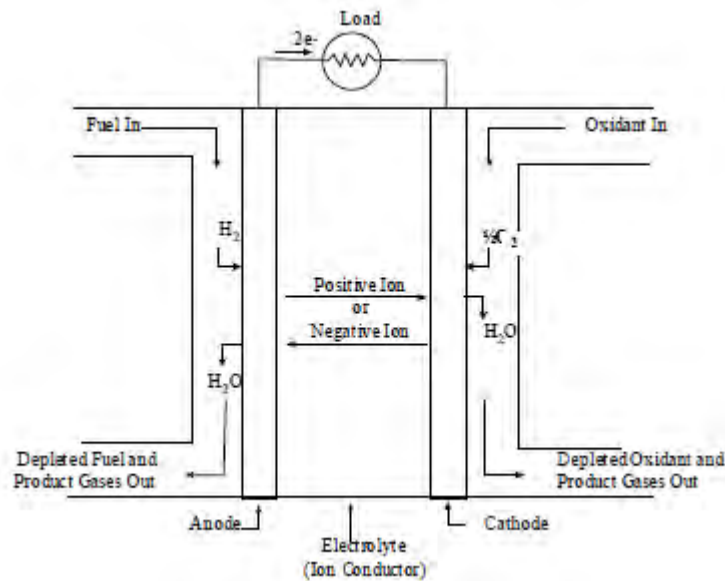 Load
2e-
Fuel In
Oxidant In
H2
Positive Ion
or
Negative Ion
H2O
H2O
Depleted Fuel and
Product Gases Out
Depleted Oxidant and
Product Gases Out
Anode
Cathode
Electrolyte
(Ion Conductor)